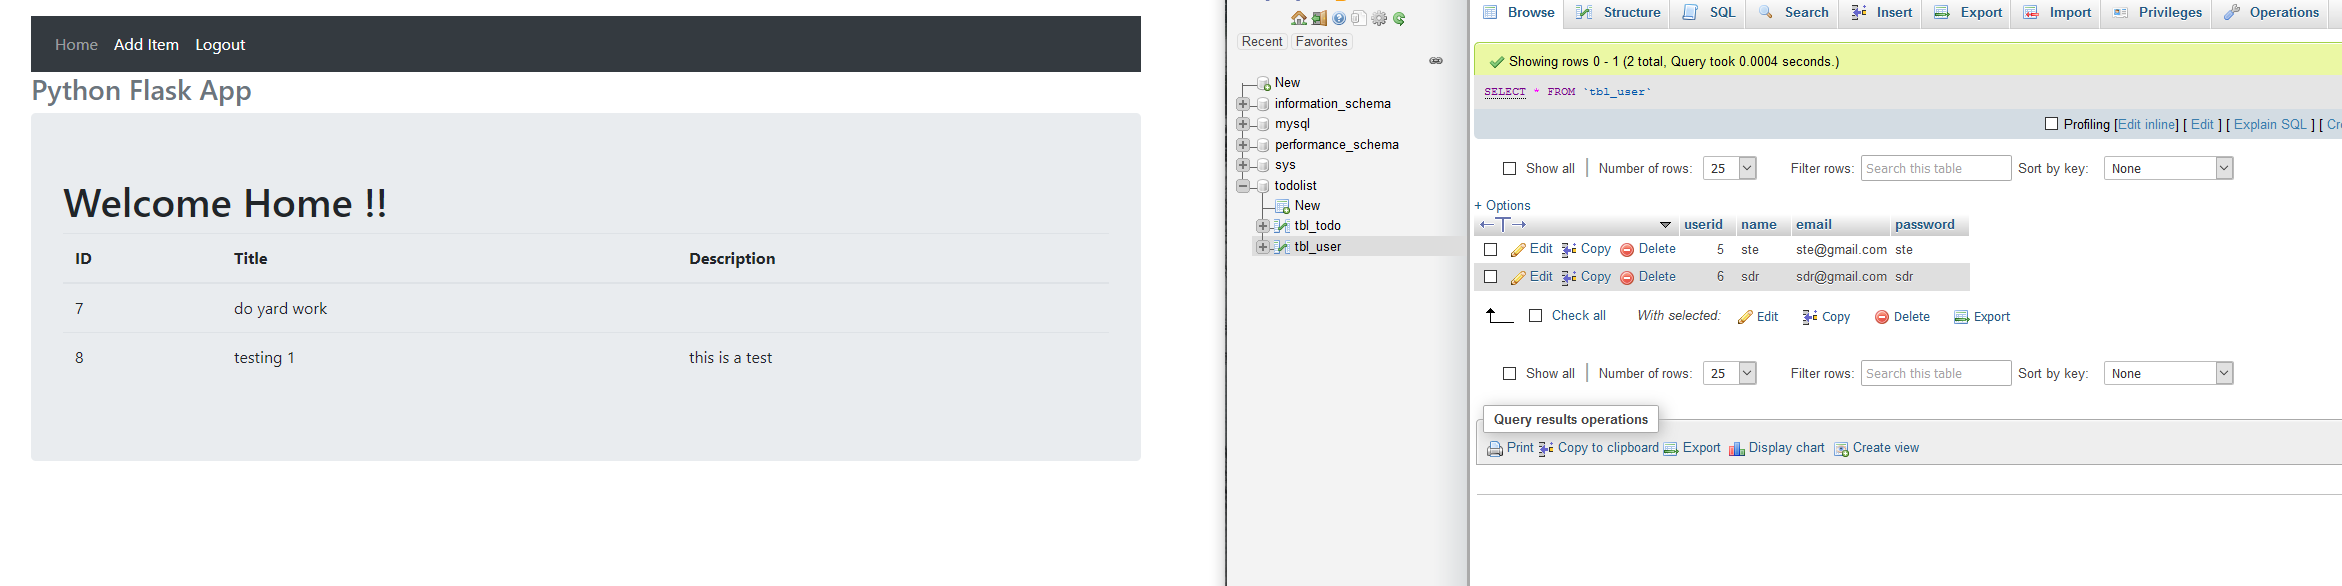 Home Add Item Logout
Python Flask App
Welcome Home !!
ID Title Description
7 do yard work
8 testing 1 this is a test
Recent Favorites
New
information_schema
mysql
performance_schema
sys
todolist
New
tbl_todo
tbl_user
Browse Structure SQL Search Insert Export Import Privileges Operations
Showing rows 0 - 1 (2 total, Query took 0.0004 seconds.)
SELECT * FROM `tbl_user`
Profiling [Edit inline] [ Edit ] [ Explain SQL ] [
Show all Number of rows: 25 Filter rows: Search this table Sort by key: None
+ Options
userid name email password
Edit Copy Delete 5 ste ste@gmail.com ste
Edit Copy Delete 6 sdr sdr@gmail.com sdr
Check all With selected: Edit Copy Delete Export
Show all Number of rows: 25 Filter rows: Search this table Sort by key: None
Query results operations
Print Copy to clipboard Export Display chart Create view